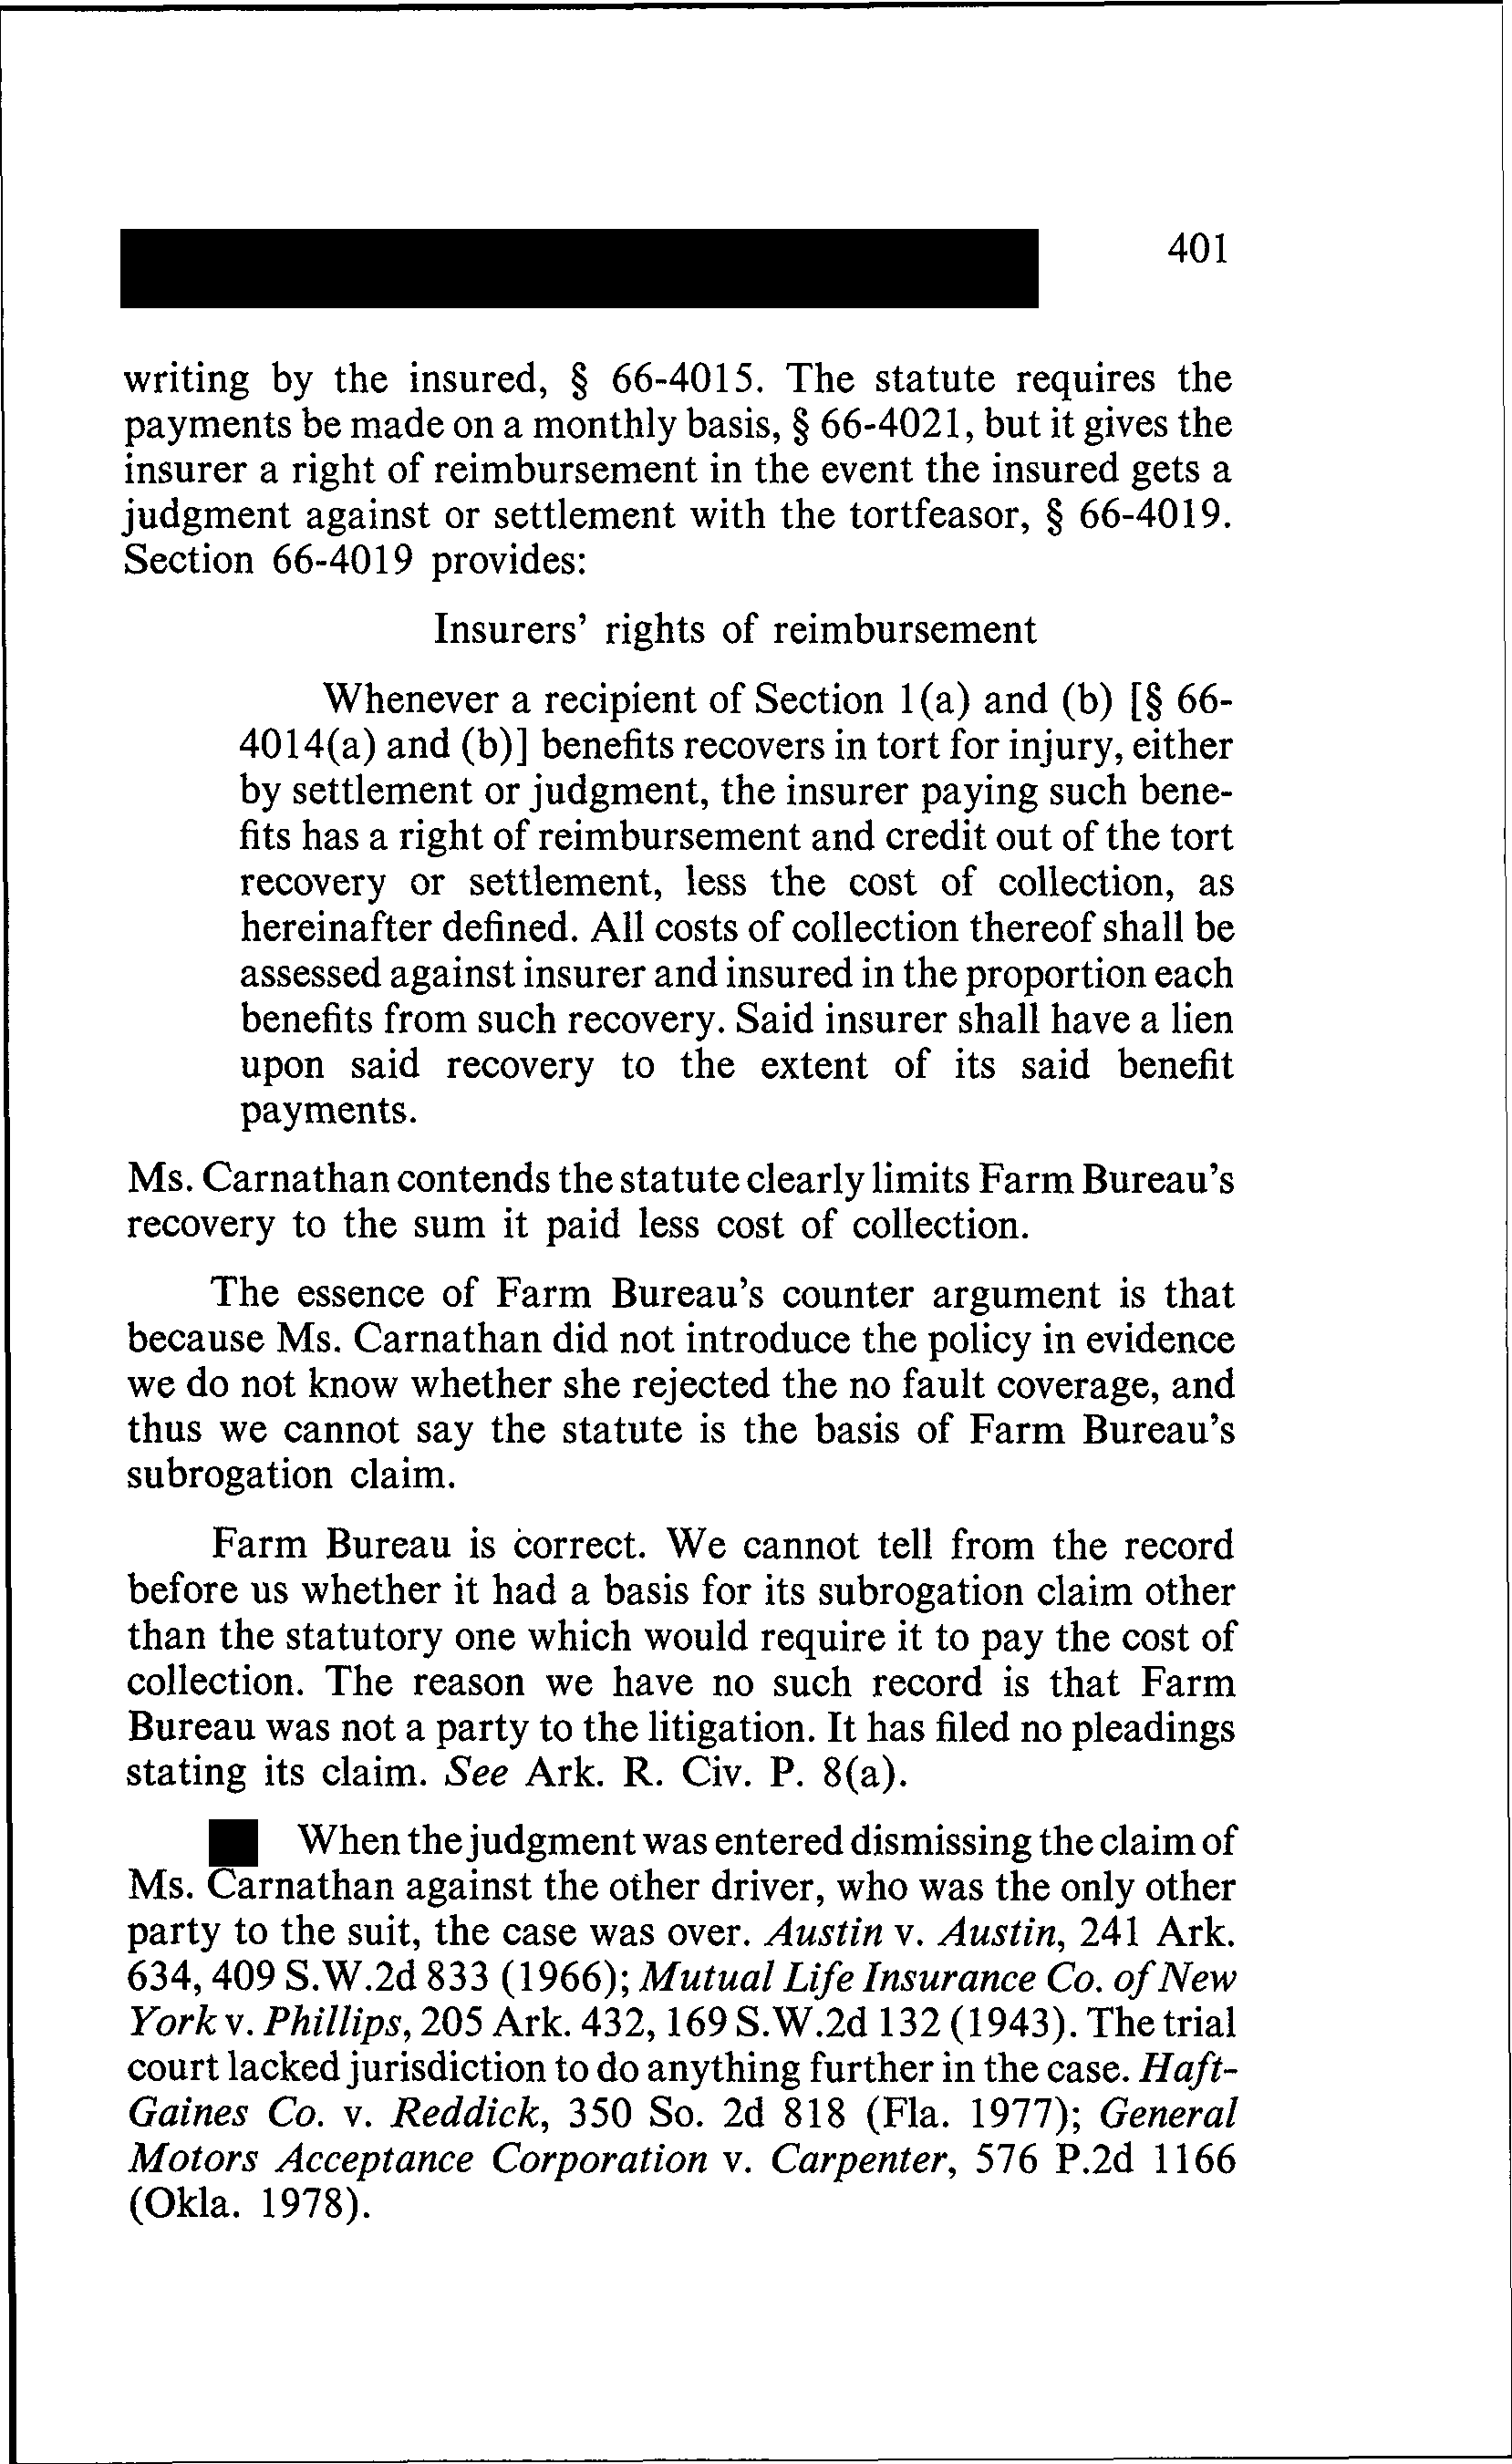 401
writing by the insured, § 66-4015. The statute requires the
payments be made on a monthly basis, § 66-4021, but it gives the
insurer a right of reimbursement in the event the insured gets a
judgment against or settlement with the tortfeasor, § 66-4019.
Section 66-4019 provides:
Insurers' rights of reimbursement
Whenever a recipient of Section 1(a) and (b) [§ 66-
4014(a) and (b)] benefits recovers in tort for injury, either
by settlement or judgment, the insurer paying such bene-
fits has a right of reimbursement and credit out of the tort
recovery or settlement, less the cost of collection, as
hereinafter defined. All costs of collection thereof shall be
assessed against insurer and insured in the proportion each
benefits from such recovery. Said insurer shall have a lien
upon said recovery to the extent of its said benefit
payments.
Ms. Carnathan contends the statute clearly limits Farm Bureau's
recovery to the sum it paid less cost of collection.
The essence of Farm Bureau's counter argument is that
because Ms. Carnathan did not introduce the policy in evidence
we do not know whether she rejected the no fault coverage, and
thus we cannot say the statute is the basis of Farm Bureau's
subrogation claim.
Farm Bureau is correct. We cannot tell from the record
before us whether it had a basis for its subrogation claim other
than the statutory one which would require it to pay the cost of
collection. The reason we have no such record is that Farm
Bureau was not a party to the litigation. It has filed no pleadings
stating its claim. See Ark. R. Civ. P. 8(a).
When the judgment was entered dismissing the claim of
Ms. Carnathan against the other driver, who was the only other
party to the suit, the case was over. Austin v. Austin, 241 Ark.
634, 409 S.W.2d 833 (1966); Mutual Life Insurance Co. of New
York v. Phillips, 205 Ark. 432, 169 S.W.2d 132 (1943). The trial
court lacked jurisdiction to do anything further in the case. Haft-
Gaines Co. v. Reddick, 350 So. 2d 818 (Fla. 1977); General
Motors Acceptance Corporation v. Carpenter, 576 P.2d 1166
(Okla. 1978).